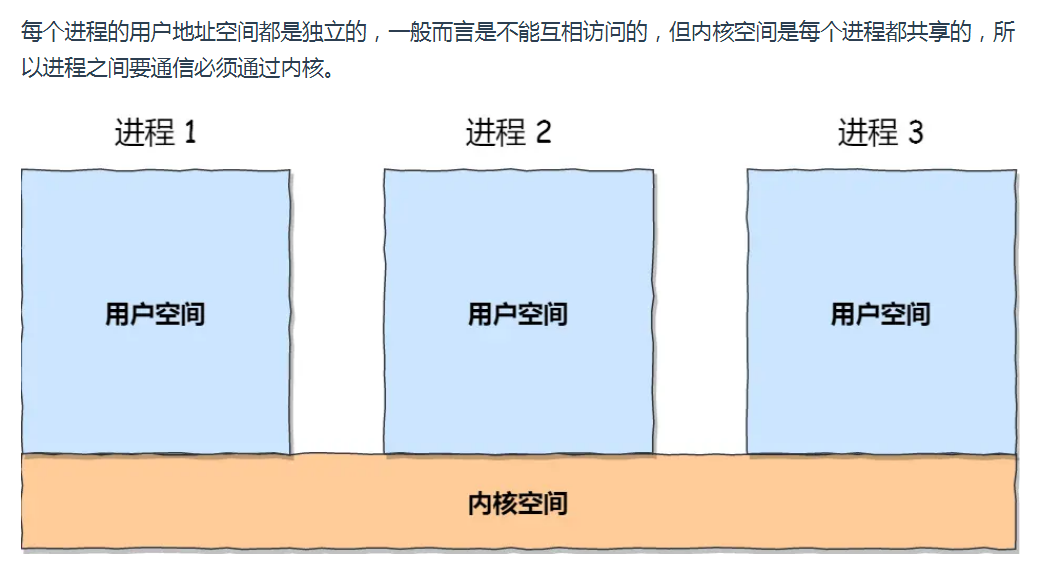 每个进程的用户地址空间都是独立的，一般而言是不能互相访问的，但内核空间是每个进程都共享的，所
以进程之间要通信必须通过内核。
进程 1
进程 2
进程 3
用户空间
用户空间
用户空间
内核空间